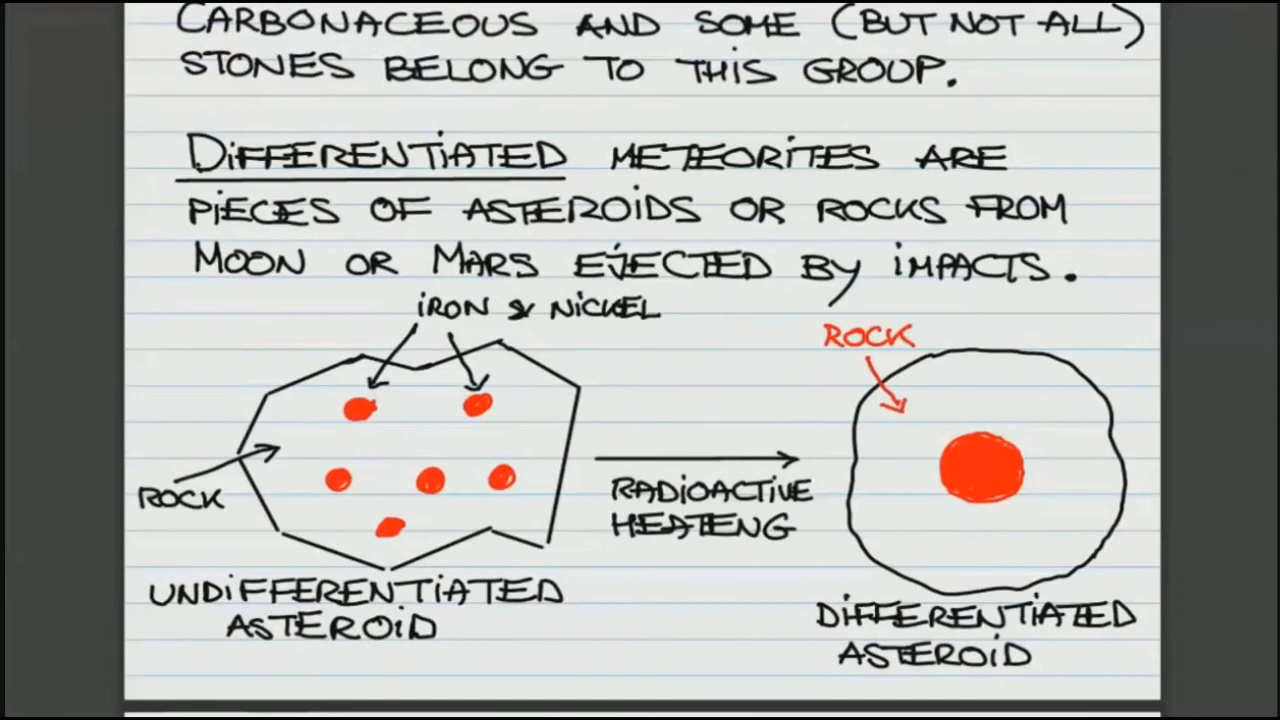 CARBONACEOUS AND SOME (BUT NOT ALL)
STONES BELONG TO THIS GROUP.
DIFFERENTIATED METEORITES ARE
PIECES OF ASTEROIDS OR ROCKS FROM
MOON OR MARS EJECTED BY IMPACTS.
IRON & NICKEL
ROCK
ROCK
RADIOACTIVE
HEATENG
UNDIFFERENTIATED
ASTEROID
DIFFERENTIATED
ASTEROID